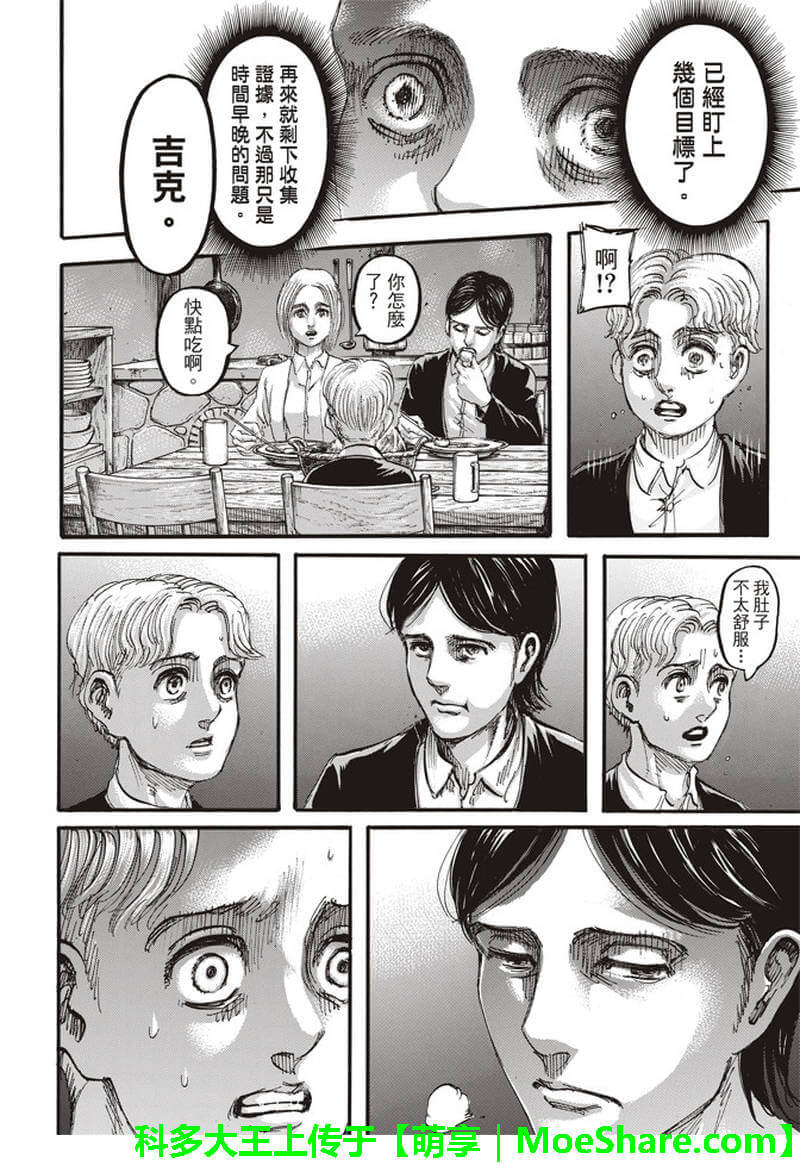 已經盯上
幾個目標了。
再來就剩下收集
證據，不過那只是
時間早晚的問題。
吉克。
啊!?
你怎麼
了？
快點吃啊。
我肚子
不太舒服…
科多大王上传于【萌享｜MoeShare.com】